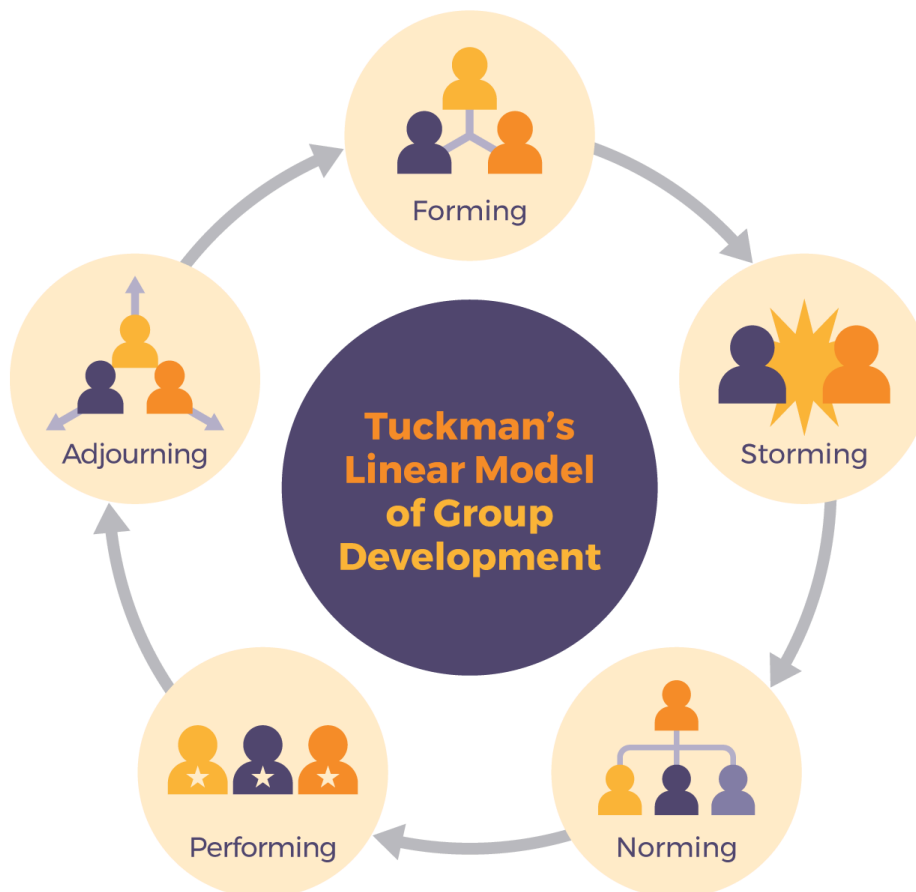 Forming
Storming
Norming
Performing
Adjourning
Tuckman’s
Linear Model
of Group
Development